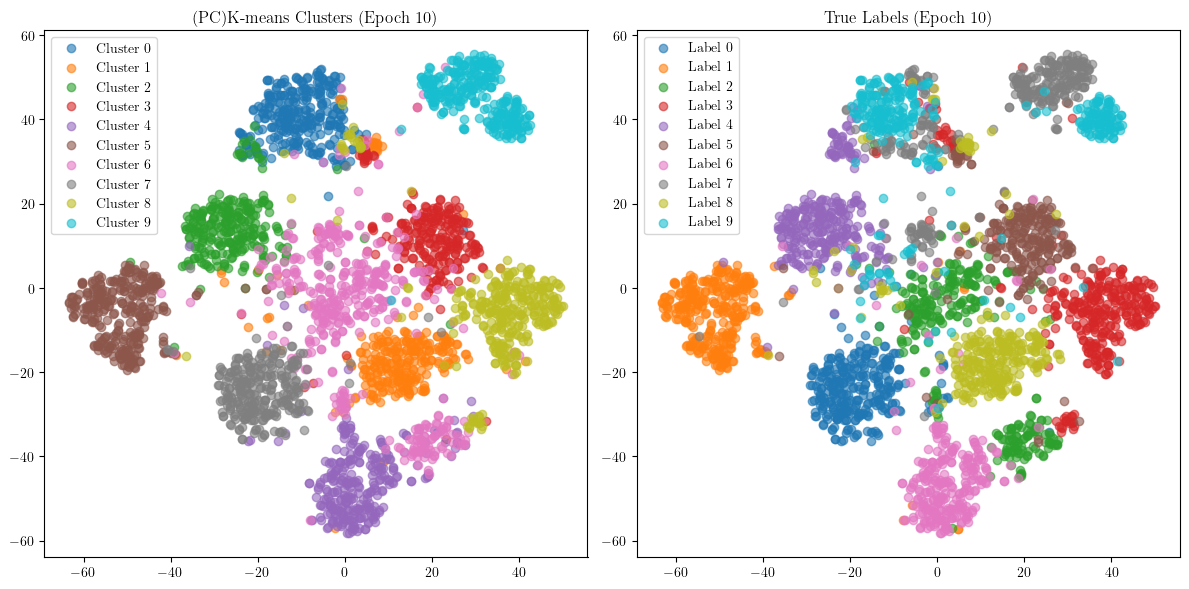 (PC)K-means Clusters (Epoch 10)
60
40
20
0
−20
−40
−60
−60 −40 −20 0 20 40
Cluster 0
Cluster 1
Cluster 2
Cluster 3
Cluster 4
Cluster 5
Cluster 6
Cluster 7
Cluster 8
Cluster 9
True Labels (Epoch 10)
60
40
20
0
−20
−40
−60
−60 −40 −20 0 20 40
Label 0
Label 1
Label 2
Label 3
Label 4
Label 5
Label 6
Label 7
Label 8
Label 9